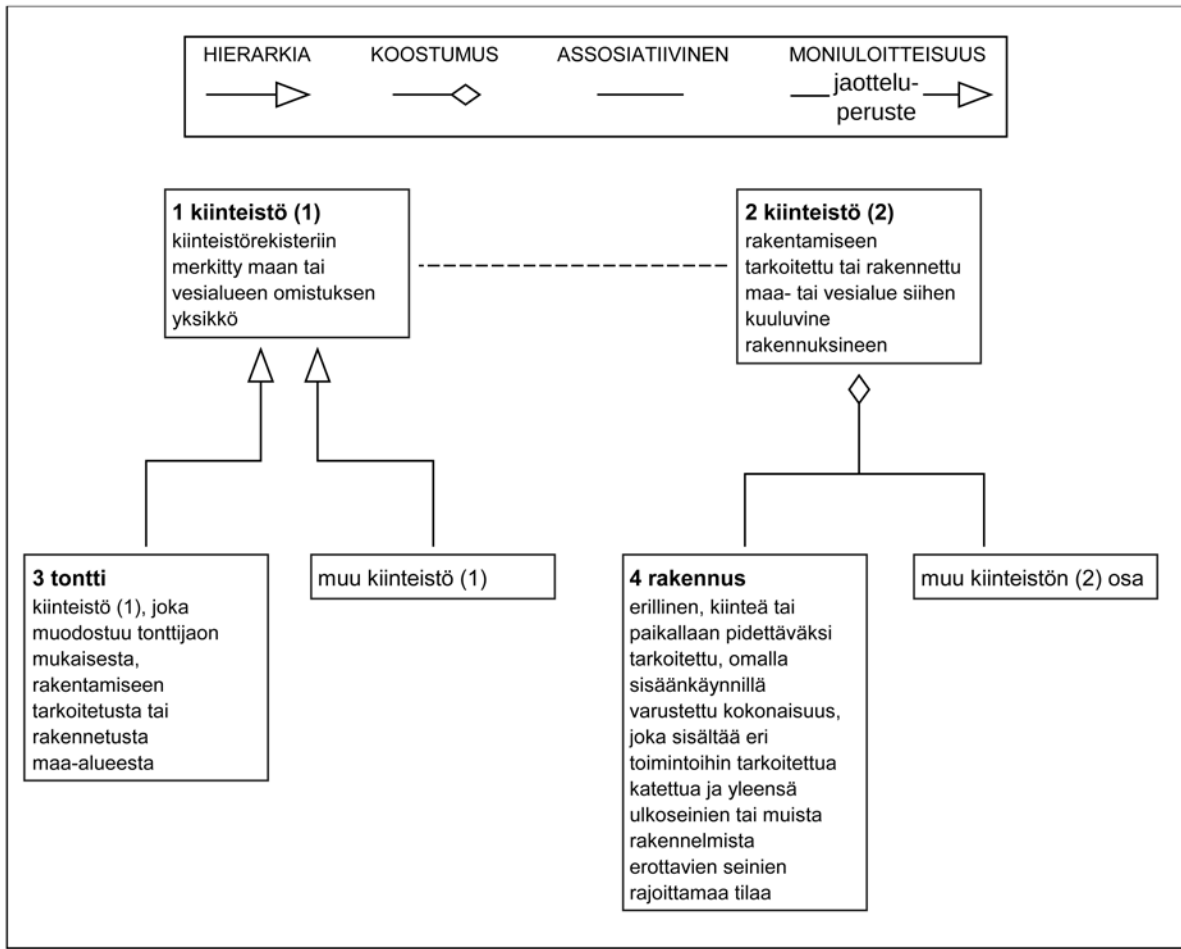 HIERARKIA
KOOSTUMUS
ASSOSIATIIVINEN
MONIULOITTEISUUS
jaottelu-
peruste
1 kiinteistö (1)
kiinteistörekisteriin
merkitty maan tai
vesialueen omistuksen
yksikkö
2 kiinteistö (2)
rakentamiseen
tarkoitettu tai rakennettu
maa- tai vesialue siihen
kuuluvine
rakennuksineen
3 tontti
kiinteistö (1), joka
muodostuu tonttijaon
mukaisesta,
rakentamiseen
tarkoitetusta tai
rakennetusta
maa-alueesta
muu kiinteistö (1)
4 rakennus
erillinen, kiinteä tai
paikallaan pidettäväksi
tarkoitettu, omalla
sisäänkäynnillä
varustettu kokonaisuus,
joka sisältää eri
toimintoihin tarkoitettua
katettua ja yleensä
ulkoseinien tai muista
rakennelmista
erottavien seinien
rajoittamaa tilaa
muu kiinteistön (2) osa